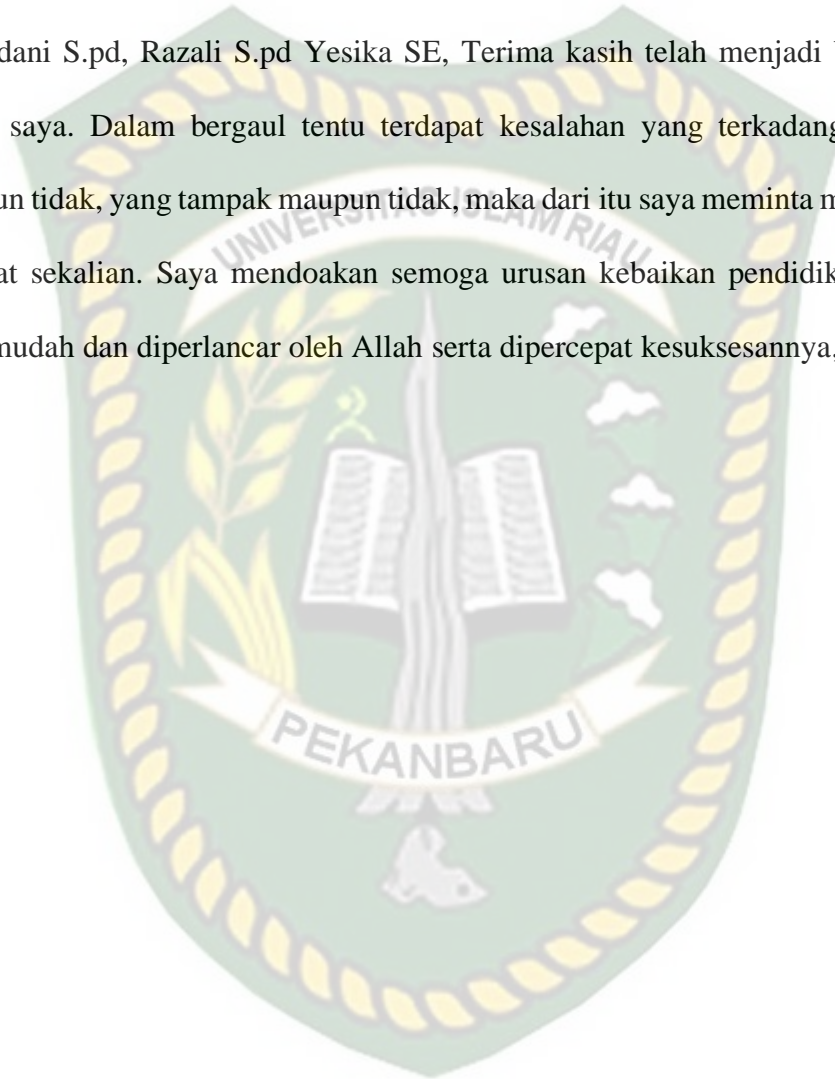 dani S.pd, Razali S.pd Yesika SE, Terima kasih telah menjadi
saya. Dalam bergaul tentu terdapat kesalahan yang terkadang
un tidak, yang tampak maupun tidak, maka dari itu saya meminta m
at sekalian. Saya mendoakan semoga urusan kebaikan pendidik
mudah dan diperlancar oleh Allah serta dipercepat kesuksesannya,
UNIVERSITAS ISLAM RIAU
PEKANBARU